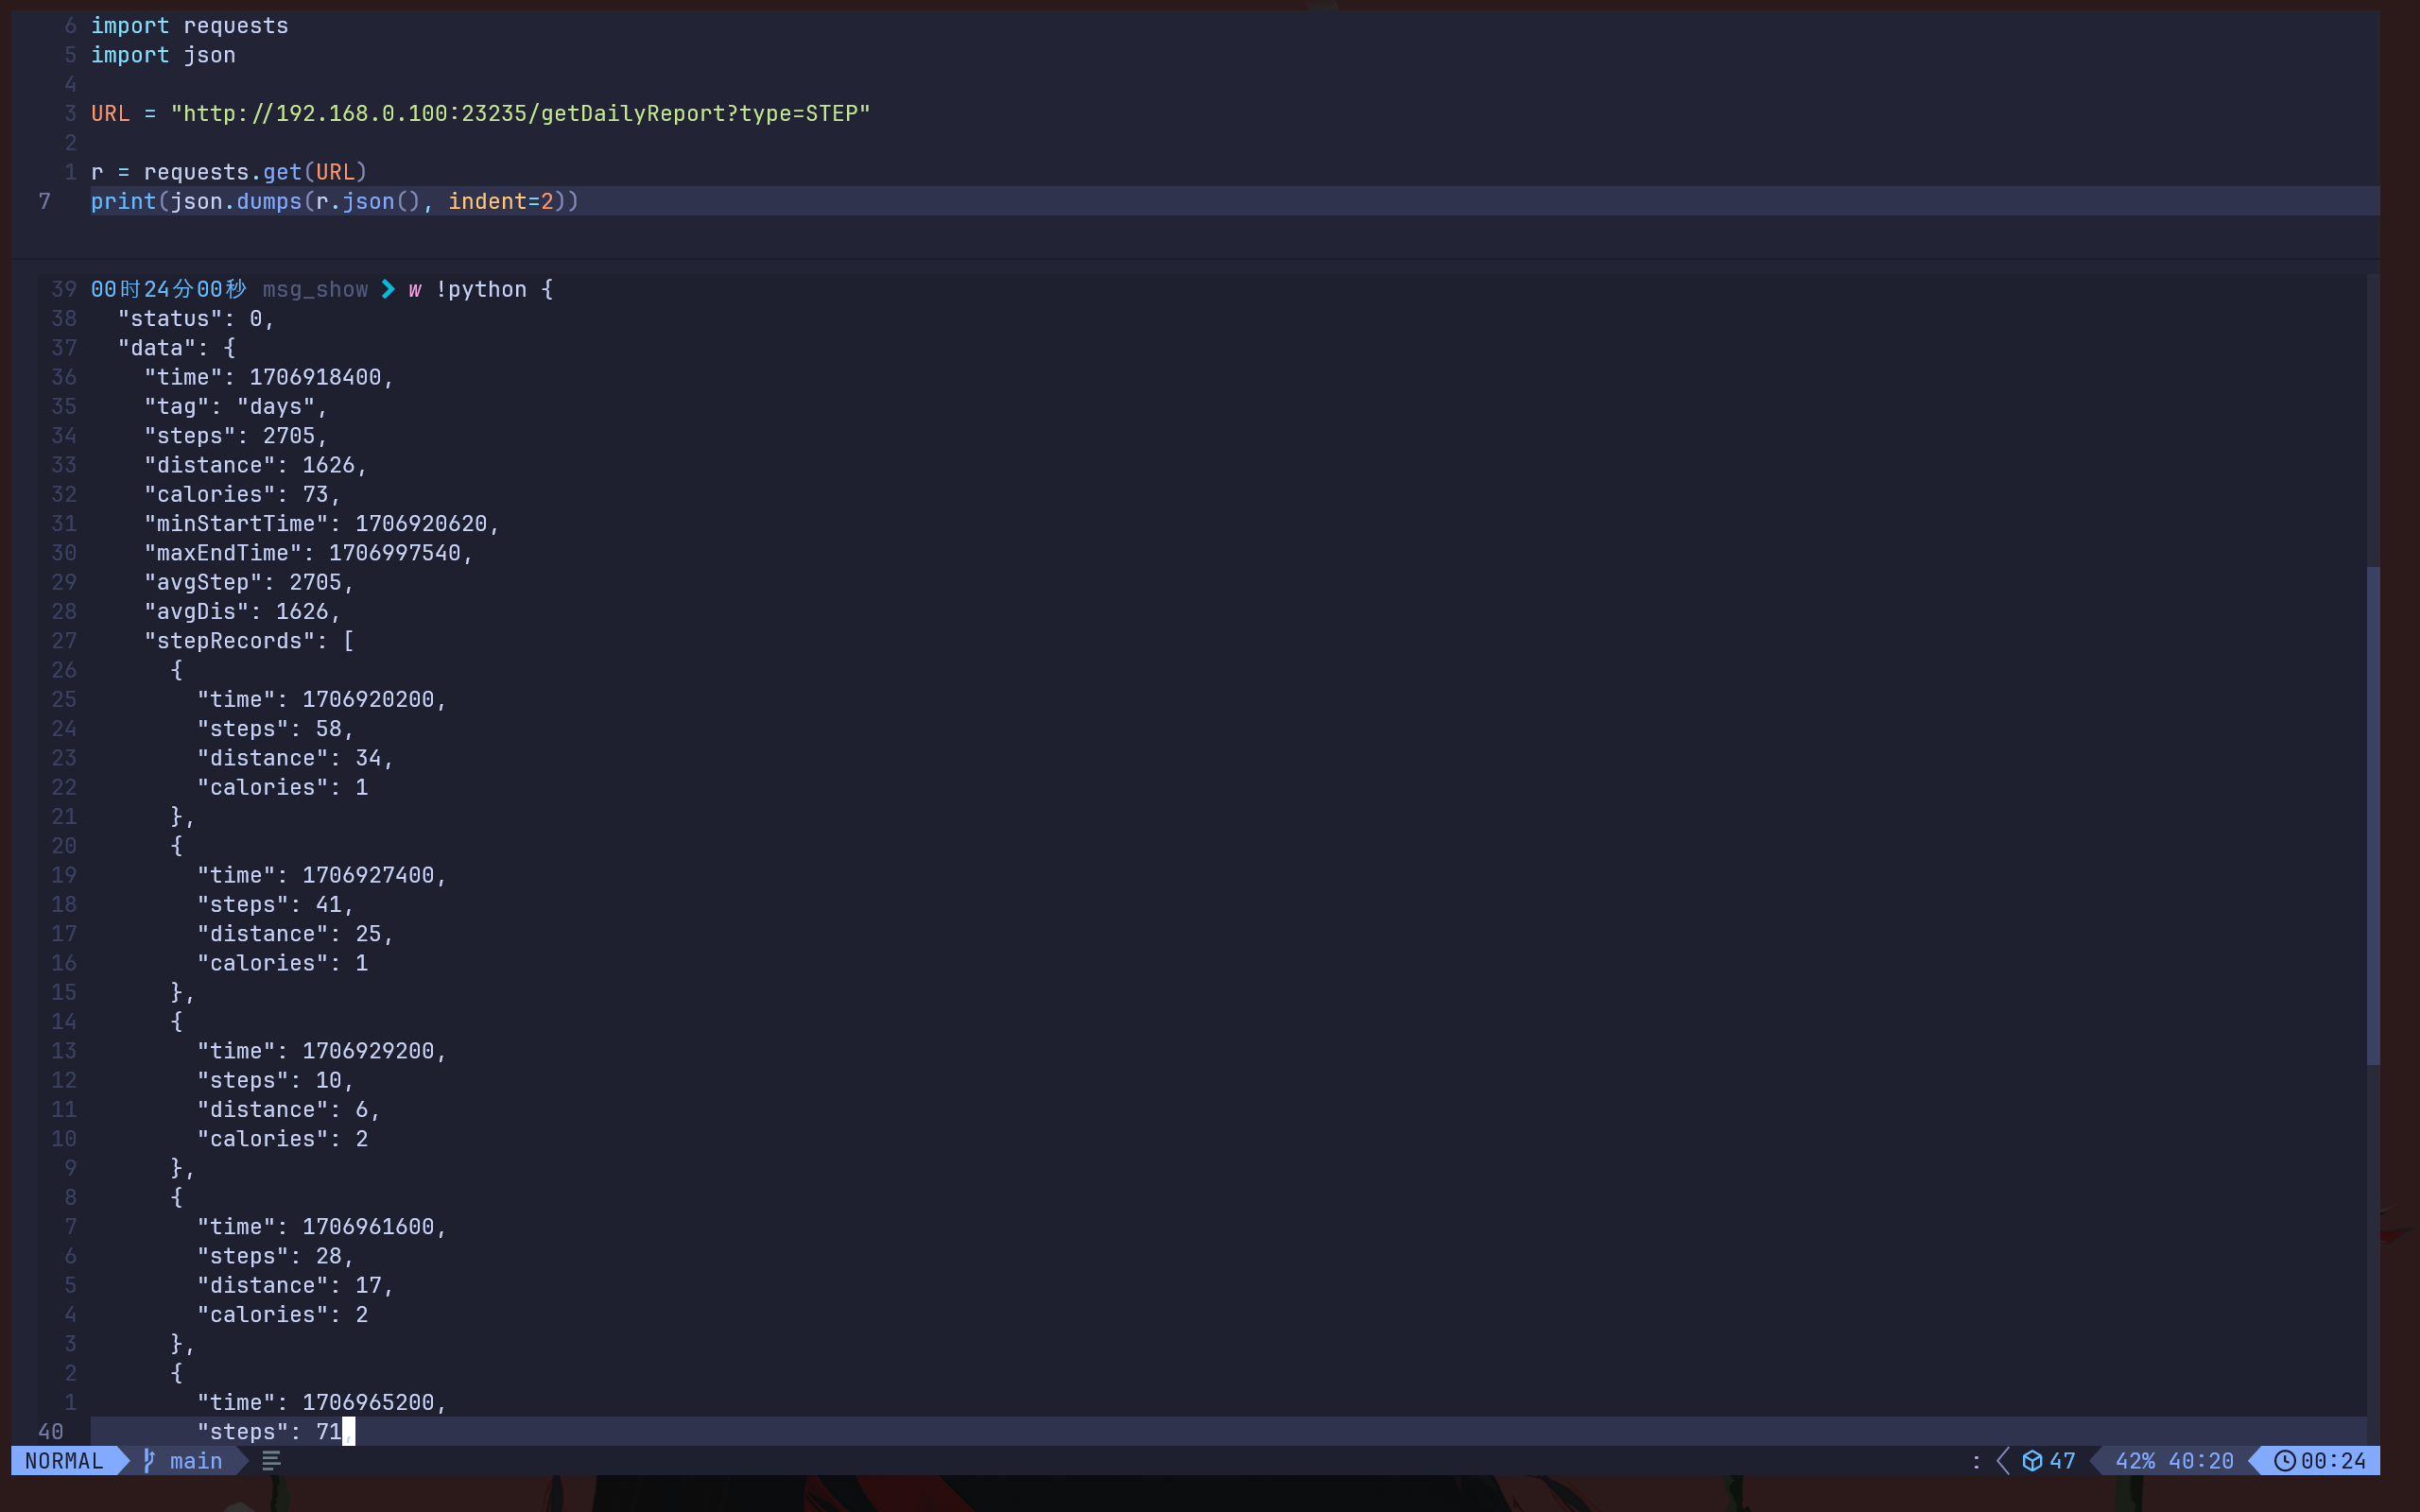 6 import requests
5 import json
4
3 URL = "http://192.168.0.100:23235/getDailyReport?type=STEP"
2
1 r = requests.get(URL)
7 print(json.dumps(r.json(), indent=2))
39 00时24分00秒 msg_show ❯ w !python {
38 "status": 0,
37 "data": {
36 "time": 1706918400,
35 "tag": "days",
34 "steps": 2705,
33 "distance": 1626,
32 "calories": 73,
31 "minStartTime": 1706920620,
30 "maxEndTime": 1706997540,
29 "avgStep": 2705,
28 "avgDis": 1626,
27 "stepRecords": [
26 {
25 "time": 1706920200,
24 "steps": 58,
23 "distance": 34,
22 "calories": 1
21 },
20 {
19 "time": 1706927400,
18 "steps": 41,
17 "distance": 25,
16 "calories": 1
15 },
14 {
13 "time": 1706929200,
12 "steps": 10,
11 "distance": 6,
10 "calories": 2
9 },
8 {
7 "time": 1706961600,
6 "steps": 28,
5 "distance": 17,
4 "calories": 2
3 },
2 {
1 "time": 1706965200,
40 "steps": 71,
NORMAL main : 47 42% 40:20 00:24